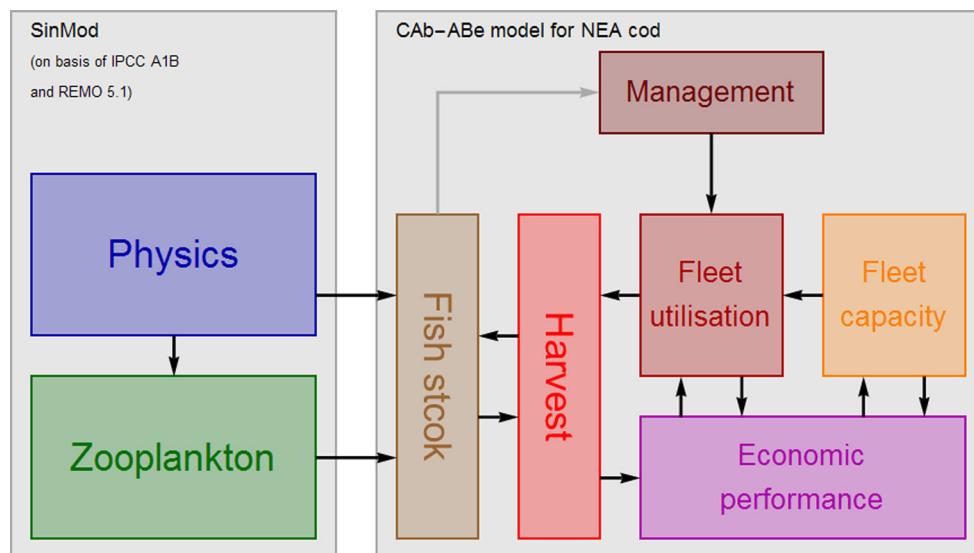 SinMod
(on basis of IPCC A1B
and REMO 5.1)
Physics
Zooplankton
CAb–ABe model for NEA cod
Management
Fish stcok
Harvest
Fleet
utilisation
Fleet
capacity
Economic
performance